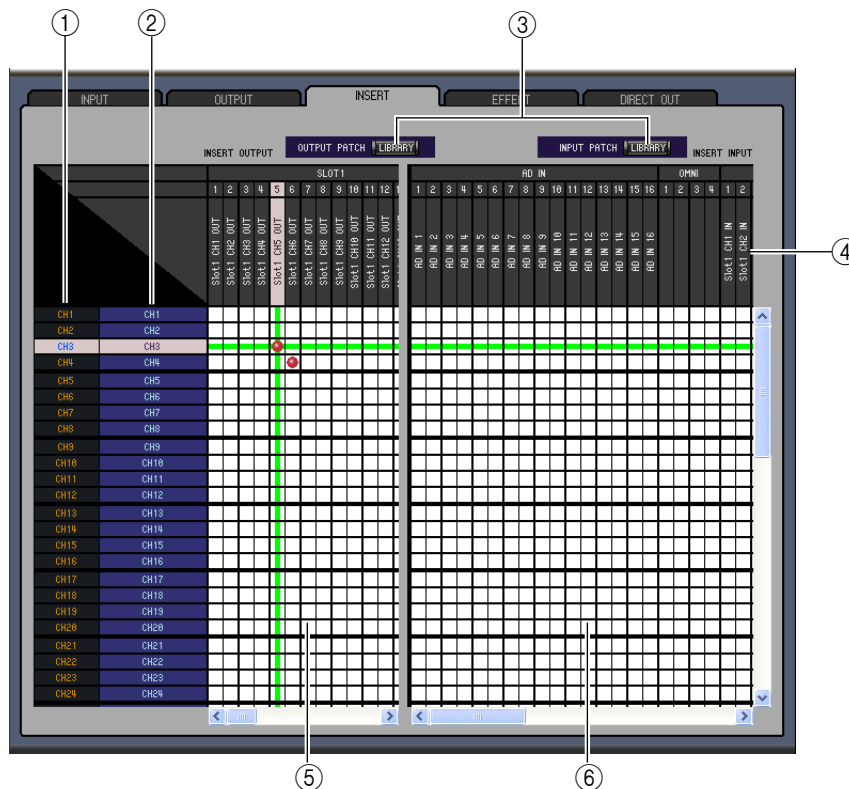 ① ② ③
INPUT OUTPUT INSERT EFFECT DIRECT OUT
INSERT OUTPUT OUTPUT PATCH LIBRARY INPUT PATCH LIBRARY INSERT INPUT
SLOT1 AD IN OMNI
1 2 3 4 5 6 7 8 9 10 11 12 1 2 3 4 5 6 7 8 9 10 11 12 13 14 15 16 1 2 3 4 1 2
Slot1 CH1 OUT
Slot1 CH2 OUT
Slot1 CH3 OUT
Slot1 CH4 OUT
Slot1 CH5 OUT
Slot1 CH6 OUT
Slot1 CH7 OUT
Slot1 CH8 OUT
Slot1 CH9 OUT
Slot1 CH10 OUT
Slot1 CH11 OUT
Slot1 CH12 OUT
AD IN 1
AD IN 2
AD IN 3
AD IN 4
AD IN 5
AD IN 6
AD IN 7
AD IN 8
AD IN 9
AD IN 10
AD IN 11
AD IN 12
AD IN 13
AD IN 14
AD IN 15
AD IN 16
Slot1 CH1 IN
Slot1 CH2 IN
④
CH1 CH1
CH2 CH2
CH3 CH3
CH4 CH4
CH5 CH5
CH6 CH6
CH7 CH7
CH8 CH8
CH9 CH9
CH10 CH10
CH11 CH11
CH12 CH12
CH13 CH13
CH14 CH14
CH15 CH15
CH16 CH16
CH17 CH17
CH18 CH18
CH19 CH19
CH20 CH20
CH21 CH21
CH22 CH22
CH23 CH23
CH24 CH24
⑤ ⑥